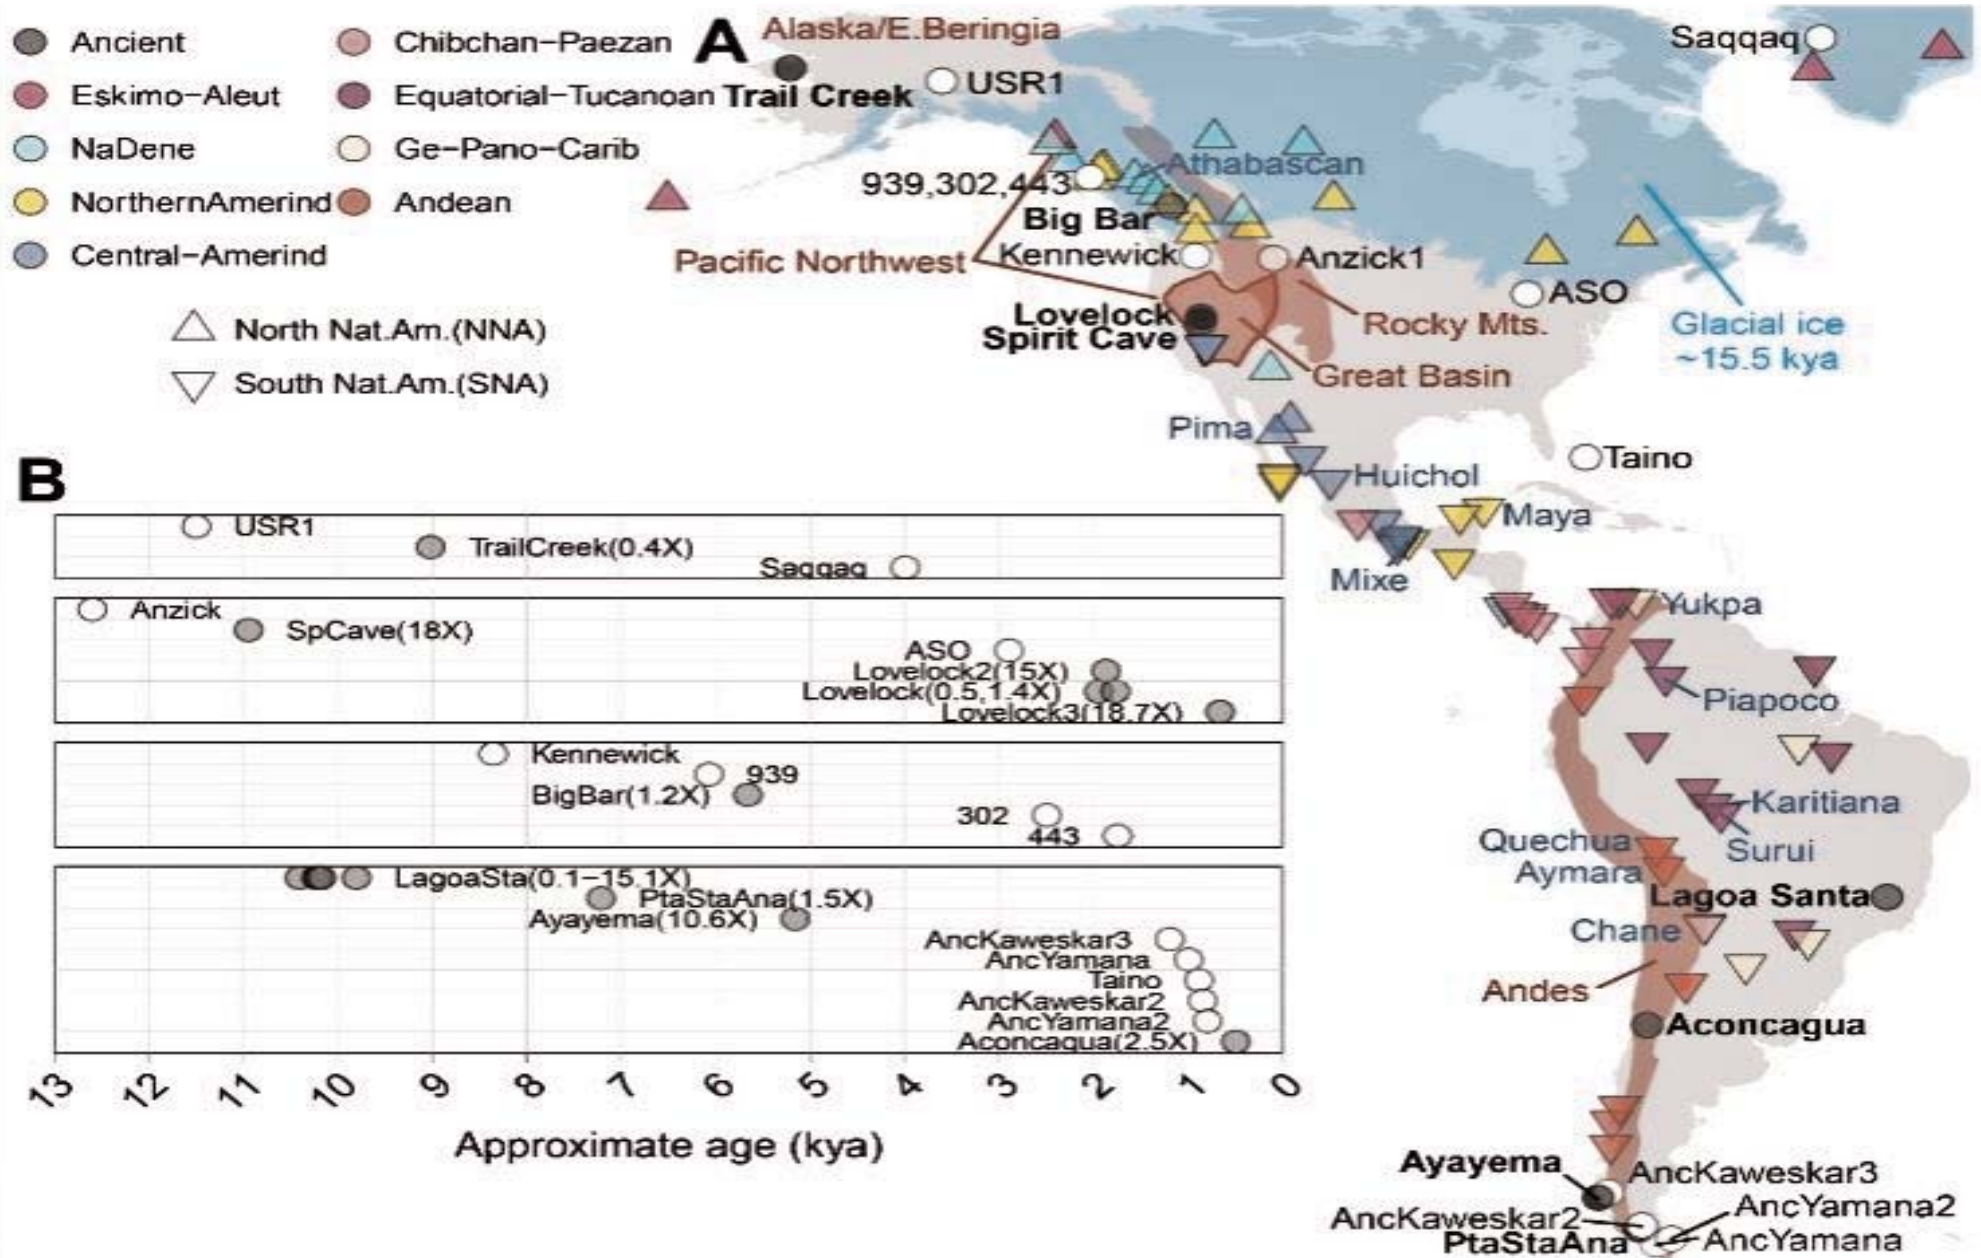 Ancient
Eskimo-Aleut
NaDene
NorthernAmerind
Central-Amerind
Chibchan-Paezan
Equatorial-Tucanoan
Ge-Pano-Carib
Andean
North Nat.Am.(NNA)
South Nat.Am.(SNA)
A
Alaska/E.Beringia
Trail Creek
USR1
Saqqaq
Athabascan
939,302,443
Big Bar
Pacific Northwest
Kennewick
Anzick1
ASO
Lovelock
Spirit Cave
Rocky Mts.
Great Basin
Glacial ice
~15.5 kya
Pima
Huichol
Taino
Maya
Mixe
Yukpa
Piapoco
Karitiana
Surui
Quechua
Aymara
Lagoa Santa
Chane
Andes
Aconcagua
Ayayema
AncKaweskar3
AncYamana2
AncKaweskar2
PtaStaAna
AncYamana
B
USR1
TrailCreek(0.4X)
Saqqaq
Anzick
SpCave(18X)
ASO
Lovelock2(15X)
Lovelock(0.5,1.4X)
Lovelock3(18.7X)
Kennewick
939
BigBar(1.2X)
302
443
LagoaSta(0.1-15.1X)
PtaStaAna(1.5X)
Ayayema(10.6X)
AncKaweskar3
AncYamana
Taino
AncKaweskar2
AncYamana2
Aconcagua(2.5X)
13 12 11 10 9 8 7 6 5 4 3 2 1 0
Approximate age (kya)